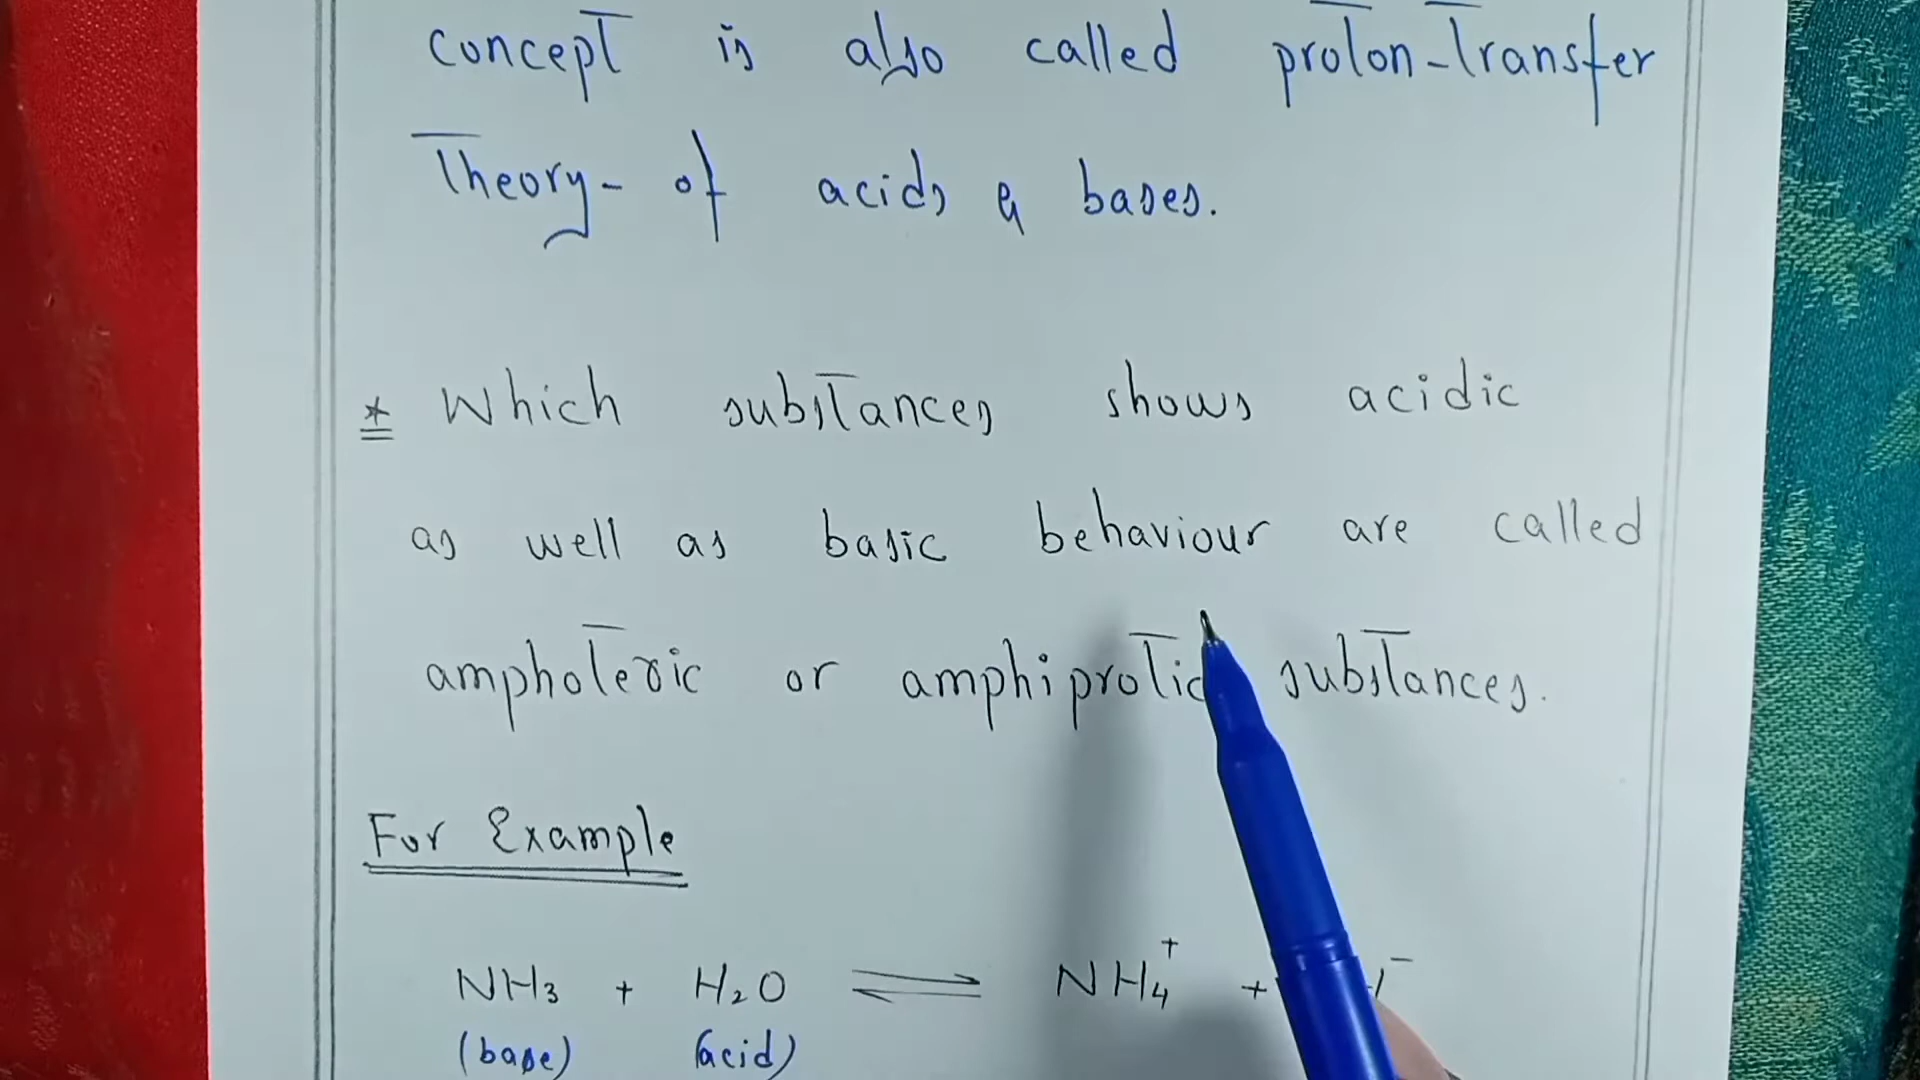 concept is also called proton-transfer
Theory- of acids & bases.
* Which substances shows acidic
as well as basic behaviour are called
amphoteric or amphiprotic substances.
For Example
NH3 + H2O ⇌ NH4+ + -
(base) (acid)